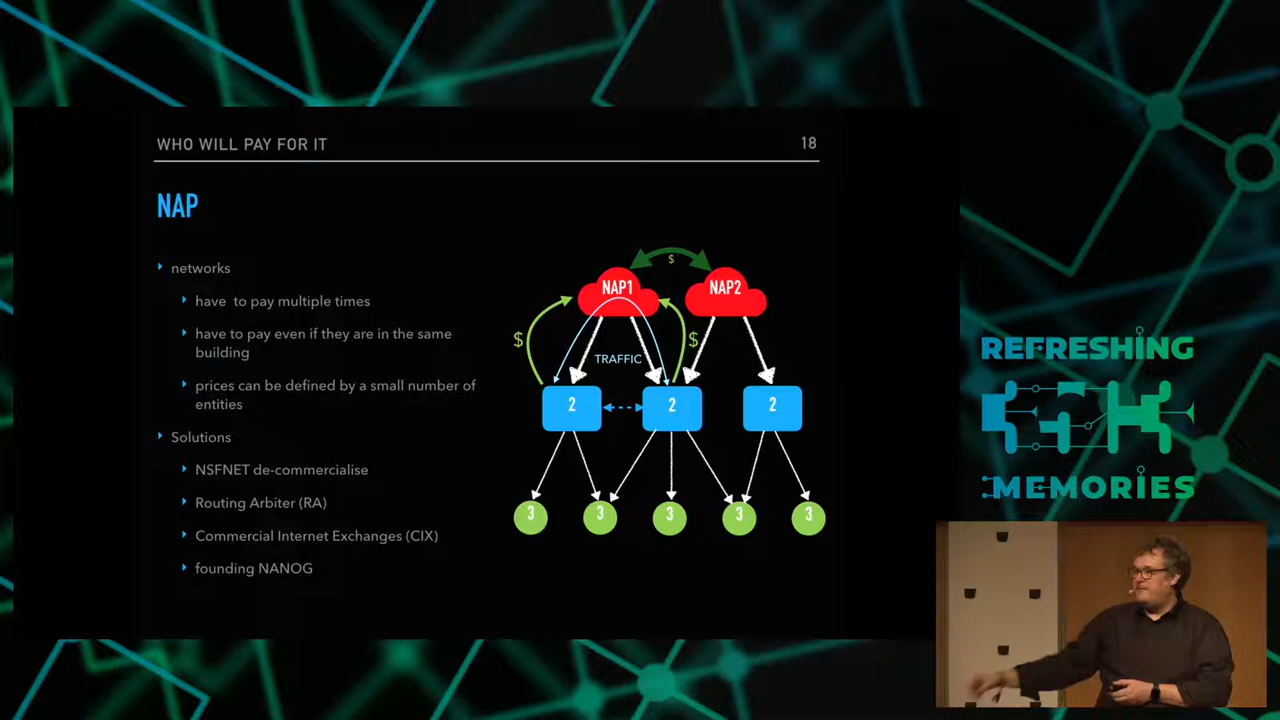 WHO WILL PAY FOR IT
18
NAP
networks
have to pay multiple times
have to pay even if they are in the same
building
prices can be defined by a small number of
entities
Solutions
NSFNET de-commercialise
Routing Arbiter (RA)
Commercial Internet Exchanges (CIX)
founding NANOG
$
NAP1
NAP2
$
$
TRAFFIC
2
2
2
3
3
3
3
3
REFRESHING
MEMORIES